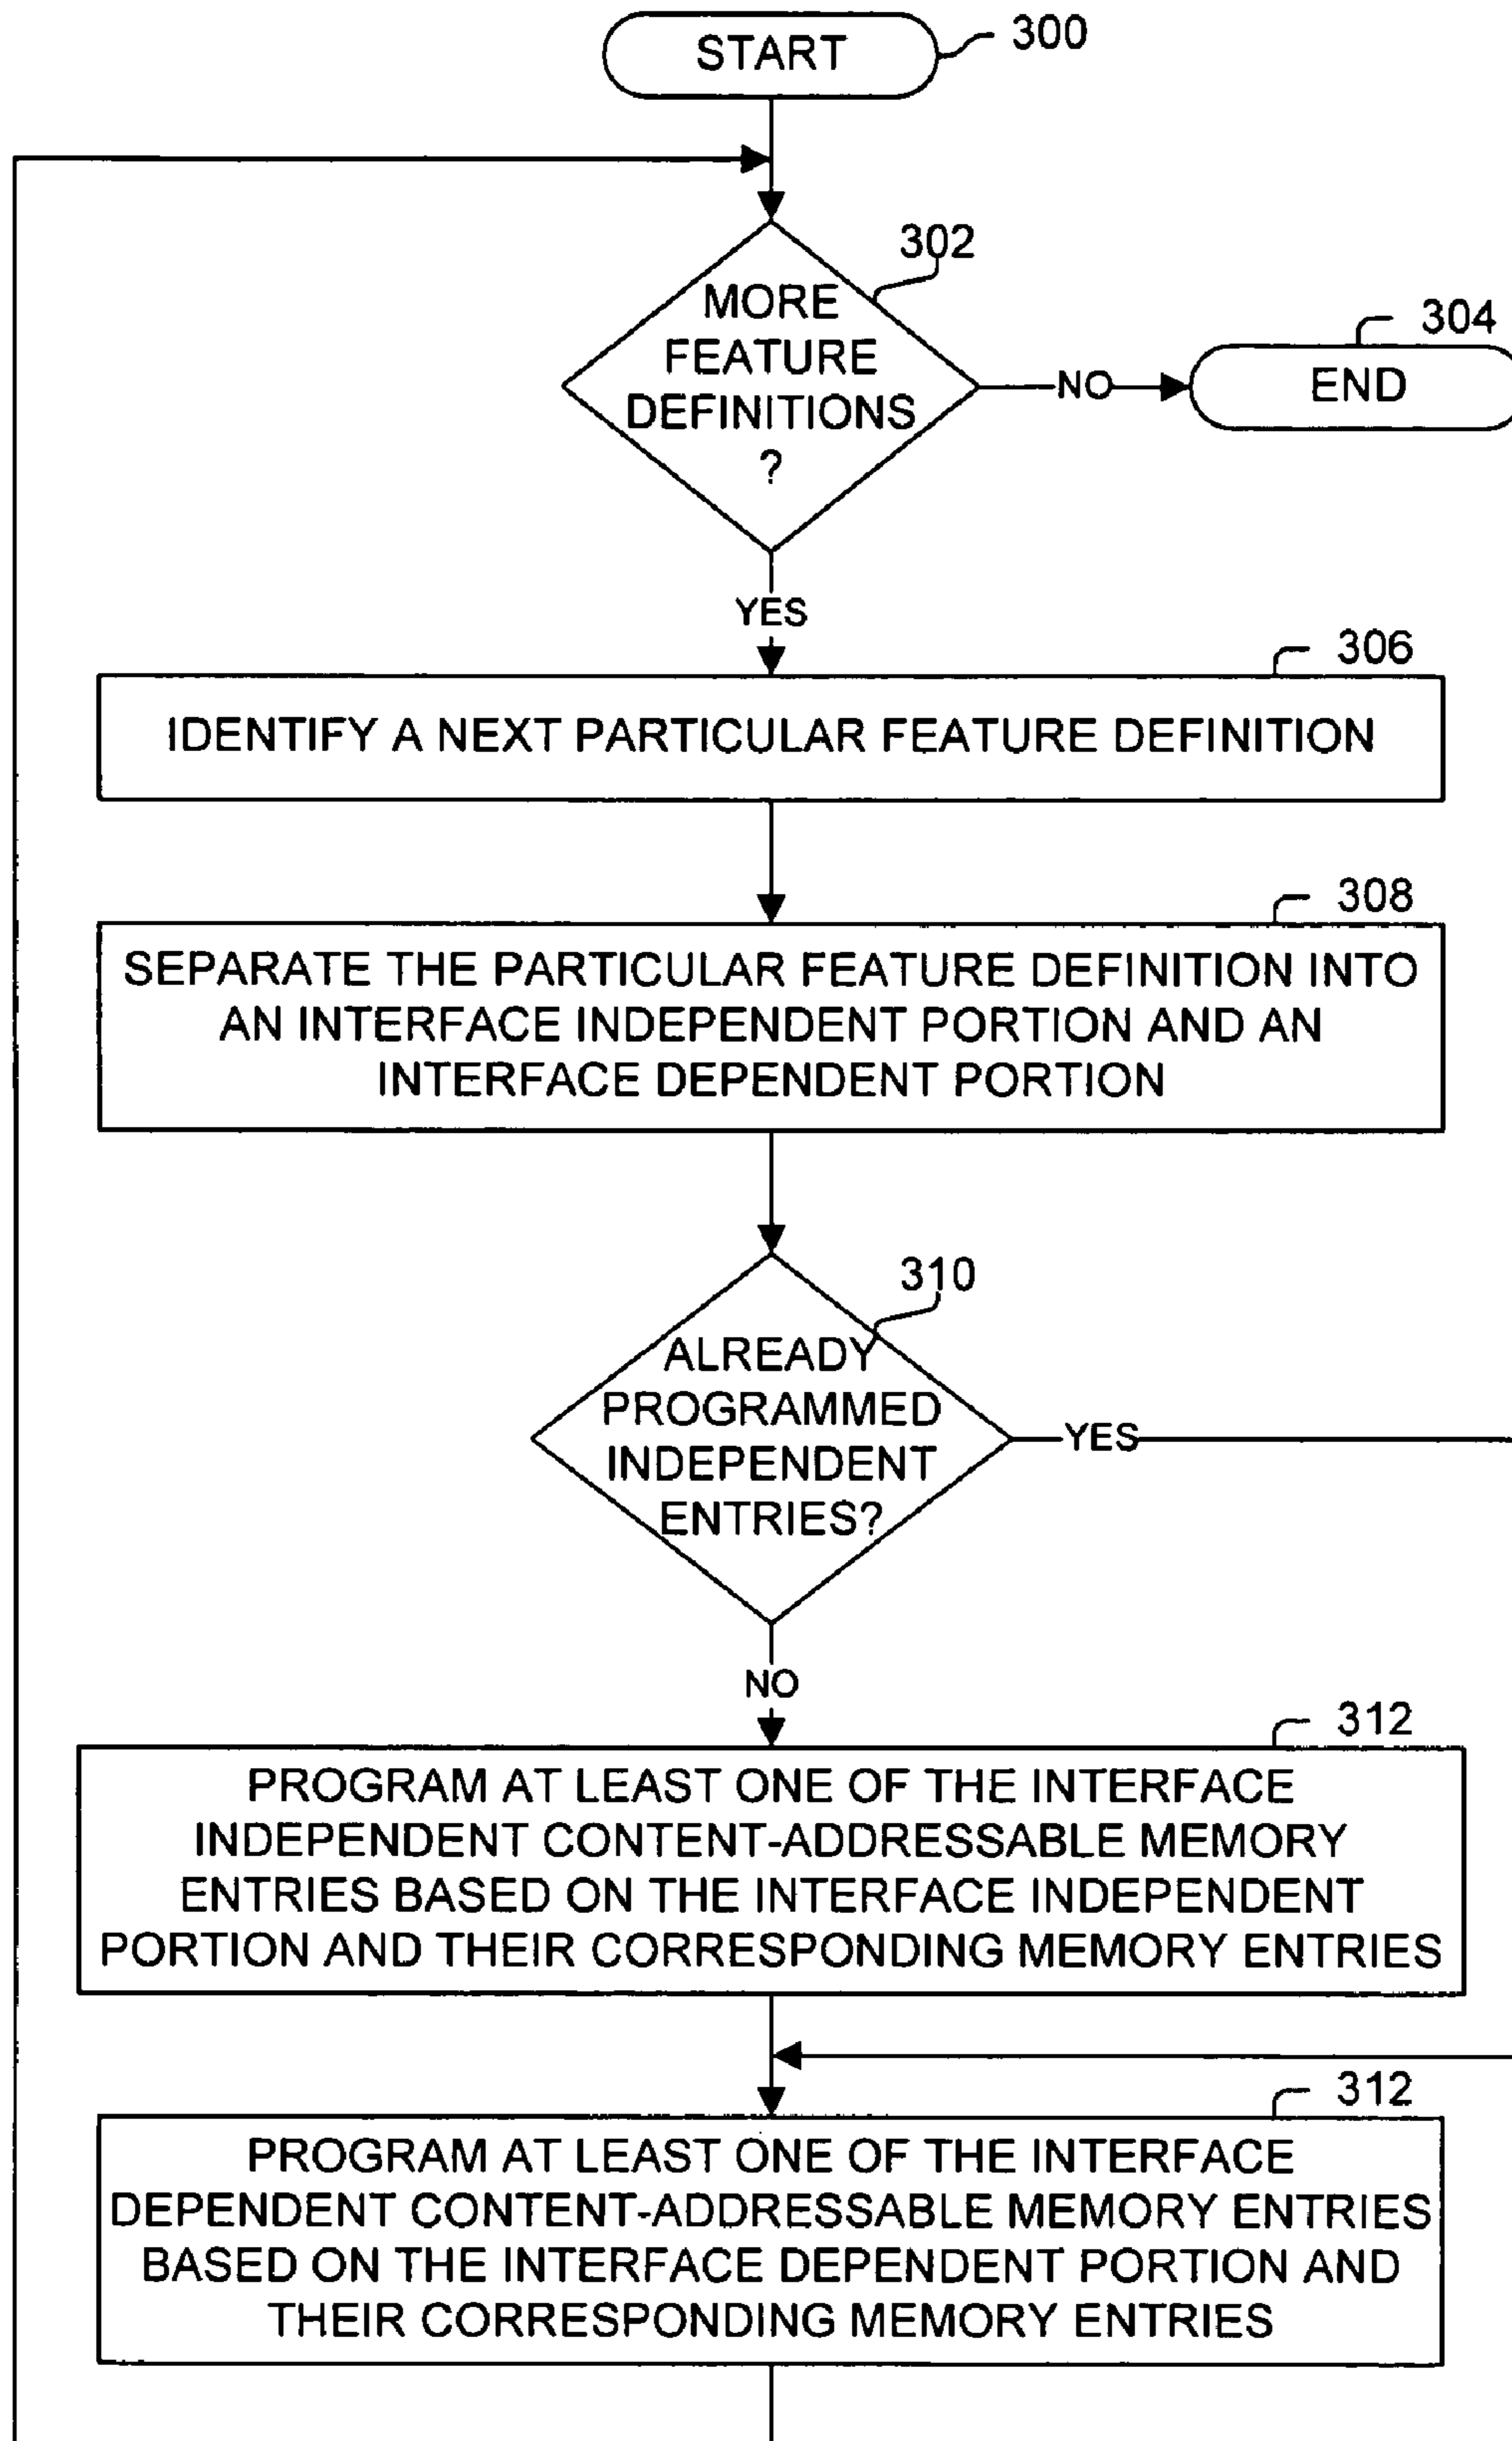 START
300
302
MORE
FEATURE
DEFINITIONS
?
NO
304
END
YES
306
IDENTIFY A NEXT PARTICULAR FEATURE DEFINITION
308
SEPARATE THE PARTICULAR FEATURE DEFINITION INTO
AN INTERFACE INDEPENDENT PORTION AND AN
INTERFACE DEPENDENT PORTION
310
ALREADY
PROGRAMMED
INDEPENDENT
ENTRIES?
YES
NO
312
PROGRAM AT LEAST ONE OF THE INTERFACE
INDEPENDENT CONTENT-ADDRESSABLE MEMORY
ENTRIES BASED ON THE INTERFACE INDEPENDENT
PORTION AND THEIR CORRESPONDING MEMORY ENTRIES
312
PROGRAM AT LEAST ONE OF THE INTERFACE
DEPENDENT CONTENT-ADDRESSABLE MEMORY ENTRIES
BASED ON THE INTERFACE DEPENDENT PORTION AND
THEIR CORRESPONDING MEMORY ENTRIES